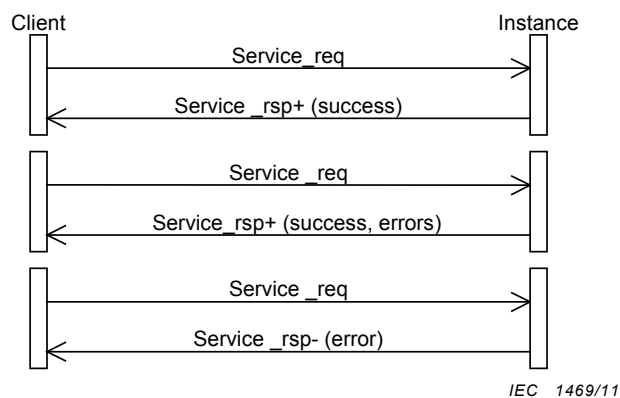 Client Instance
Service_req
Service _rsp+ (success)
Service _req
Service_rsp+ (success, errors)
Service _req
Service _rsp- (error)
IEC 1469/11